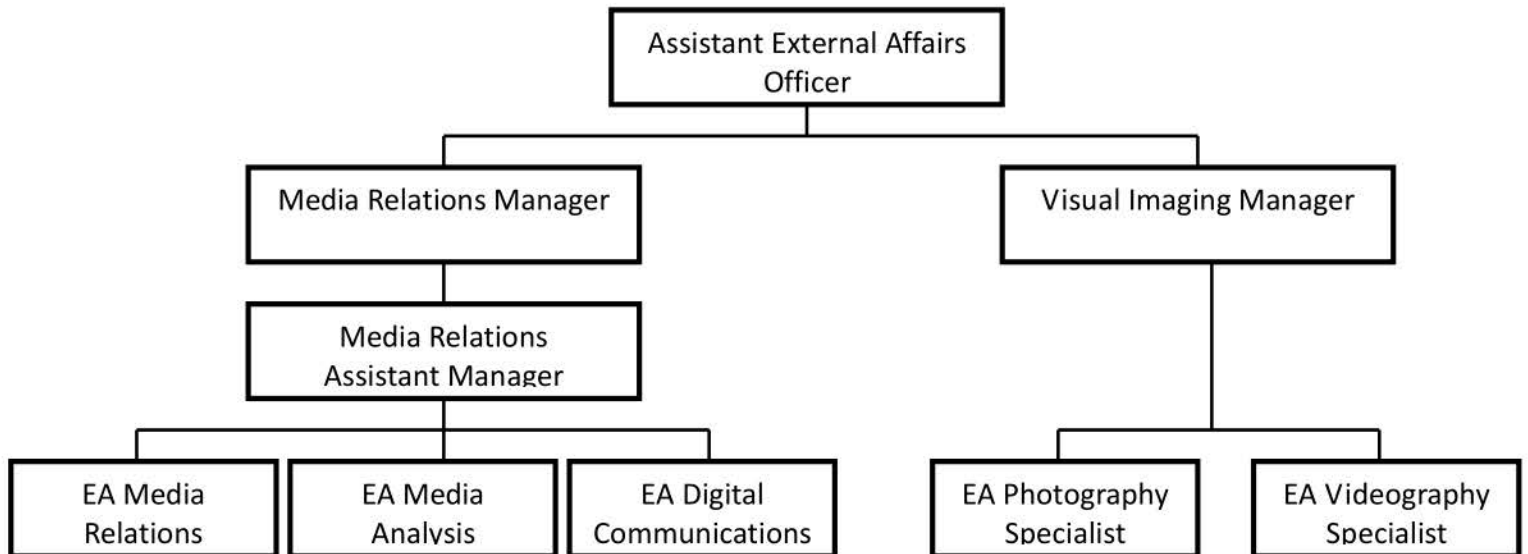 Assistant External Affairs
Officer
Media Relations Manager
Visual Imaging Manager
Media Relations
Assistant Manager
EA Media
Relations
EA Media
Analysis
EA Digital
Communications
EA Photography
Specialist
EA Videography
Specialist